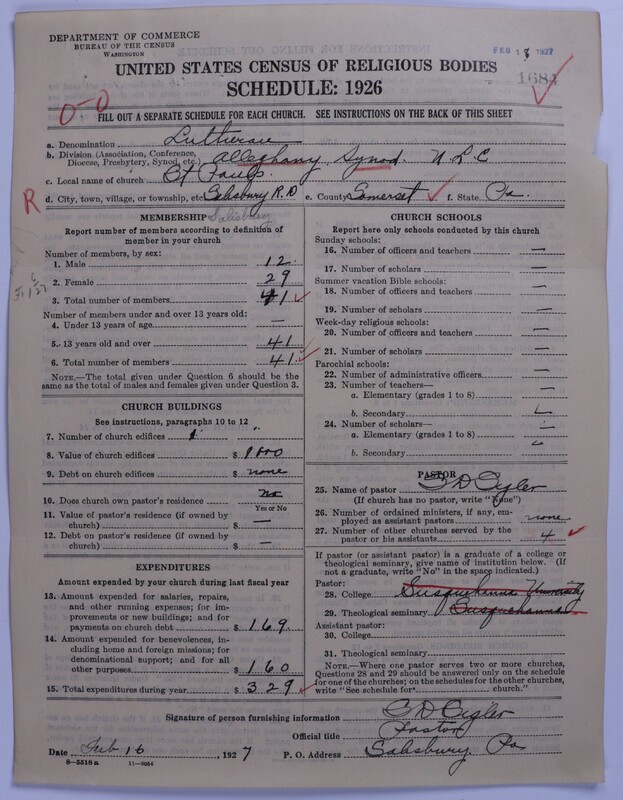 DEPARTMENT OF COMMERCE
BUREAU OF THE CENSUS
WASHINGTON
FEB 18 1927
1684
UNITED STATES CENSUS OF RELIGIOUS BODIES
SCHEDULE: 1926
0-0
FILL OUT A SEPARATE SCHEDULE FOR EACH CHURCH. SEE INSTRUCTIONS ON THE BACK OF THIS SHEET
a. Denomination Lutheran
b. Division (Association, Conference, Diocese, Presbytery, Synod, etc.) Alleghany Synod. U.L.C
c. Local name of church St Pauls
R
d. City, town, village, or township, etc. Salisbury R.D e. County Somerset f. State Pa.
Salisbury
MEMBERSHIP
Report number of members according to definition of member in your church
Number of members, by sex:
1. Male 12
2. Female 29
3. Total number of members 41
Number of members under and over 13 years old:
4. Under 13 years of age —
5. 13 years old and over 41
6. Total number of members 41
NOTE.—The total given under Question 6 should be the same as the total of males and females given under Question 3.
CHURCH BUILDINGS
See instructions, paragraphs 10 to 12
7. Number of church edifices 1
8. Value of church edifices $ 1800
9. Debt on church edifices $ none
10. Does church own pastor's residence no
Yes or No
11. Value of pastor's residence (if owned by church) $ —
12. Debt on pastor's residence (if owned by church) $ —
EXPENDITURES
Amount expended by your church during last fiscal year
13. Amount expended for salaries, repairs, and other running expenses; for improvements or new buildings; and for payments on church debt $ 169
14. Amount expended for benevolences, including home and foreign missions; for denominational support; and for all other purposes $ 160
15. Total expenditures during year $ 329
CHURCH SCHOOLS
Report here only schools conducted by this church
Sunday schools:
16. Number of officers and teachers —
17. Number of scholars —
Summer vacation Bible schools:
18. Number of officers and teachers —
19. Number of scholars —
Week-day religious schools:
20. Number of officers and teachers —
21. Number of scholars —
Parochial schools:
22. Number of administrative officers —
23. Number of teachers—
a. Elementary (grades 1 to 8) —
b. Secondary —
24. Number of scholars—
a. Elementary (grades 1 to 8) —
b. Secondary —
PASTOR
25. Name of pastor
(If church has no pastor, write "None")
26. Number of ordained ministers, if any, employed as assistant pastors none
27. Number of other churches served by the pastor or his assistants 4
If pastor (or assistant pastor) is a graduate of a college or theological seminary, give name of institution below. (If not a graduate, write "No" in the space indicated.)
Pastor:
28. College Susquehanna University
29. Theological seminary Susquehanna
Assistant pastor:
30. College
31. Theological seminary
NOTE.—Where one pastor serves two or more churches, Questions 28 and 29 should be answered only on the schedule for one of the churches; on the schedules for the other churches, write "See schedule for church."
Signature of person furnishing information
Official title Pastor
Date Feb 16, 1927 P. O. Address Salisbury Pa
8-5518a 11-9084